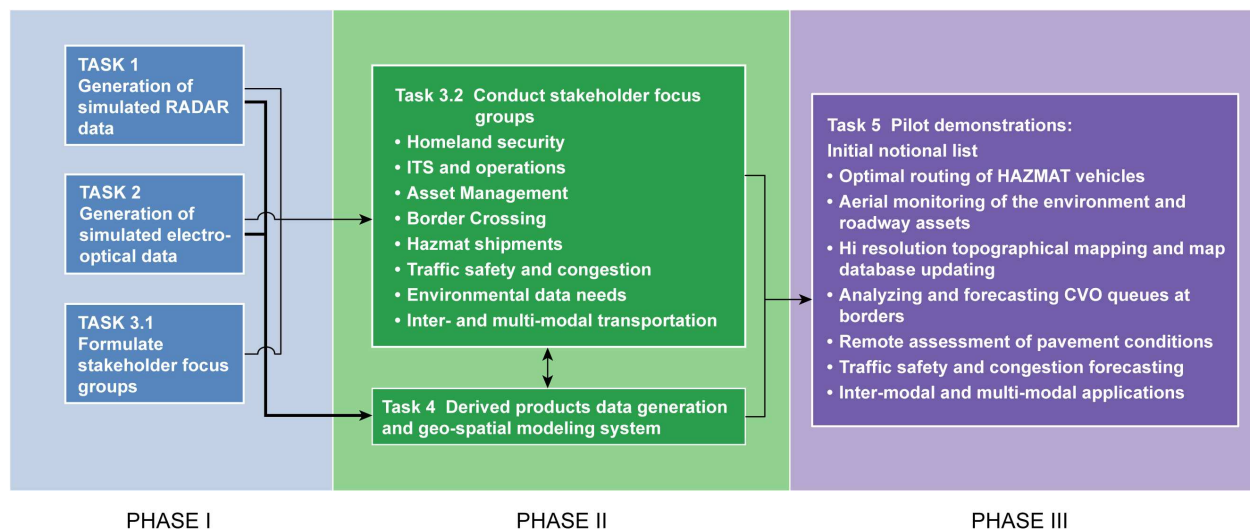 TASK 1
Generation of
simulated RADAR
data
TASK 2
Generation of
simulated electro-
optical data
TASK 3.1
Formulate
stakeholder focus
groups
Task 3.2 Conduct stakeholder focus
groups
• Homeland security
• ITS and operations
• Asset Management
• Border Crossing
• Hazmat shipments
• Traffic safety and congestion
• Environmental data needs
• Inter- and multi-modal transportation
Task 4 Derived products data generation
and geo-spatial modeling system
Task 5 Pilot demonstrations:
Initial notional list
• Optimal routing of HAZMAT vehicles
• Aerial monitoring of the environment and
roadway assets
• Hi resolution topographical mapping and map
database updating
• Analyzing and forecasting CVO queues at
borders
• Remote assessment of pavement conditions
• Traffic safety and congestion forecasting
• Inter-modal and multi-modal applications
PHASE I
PHASE II
PHASE III